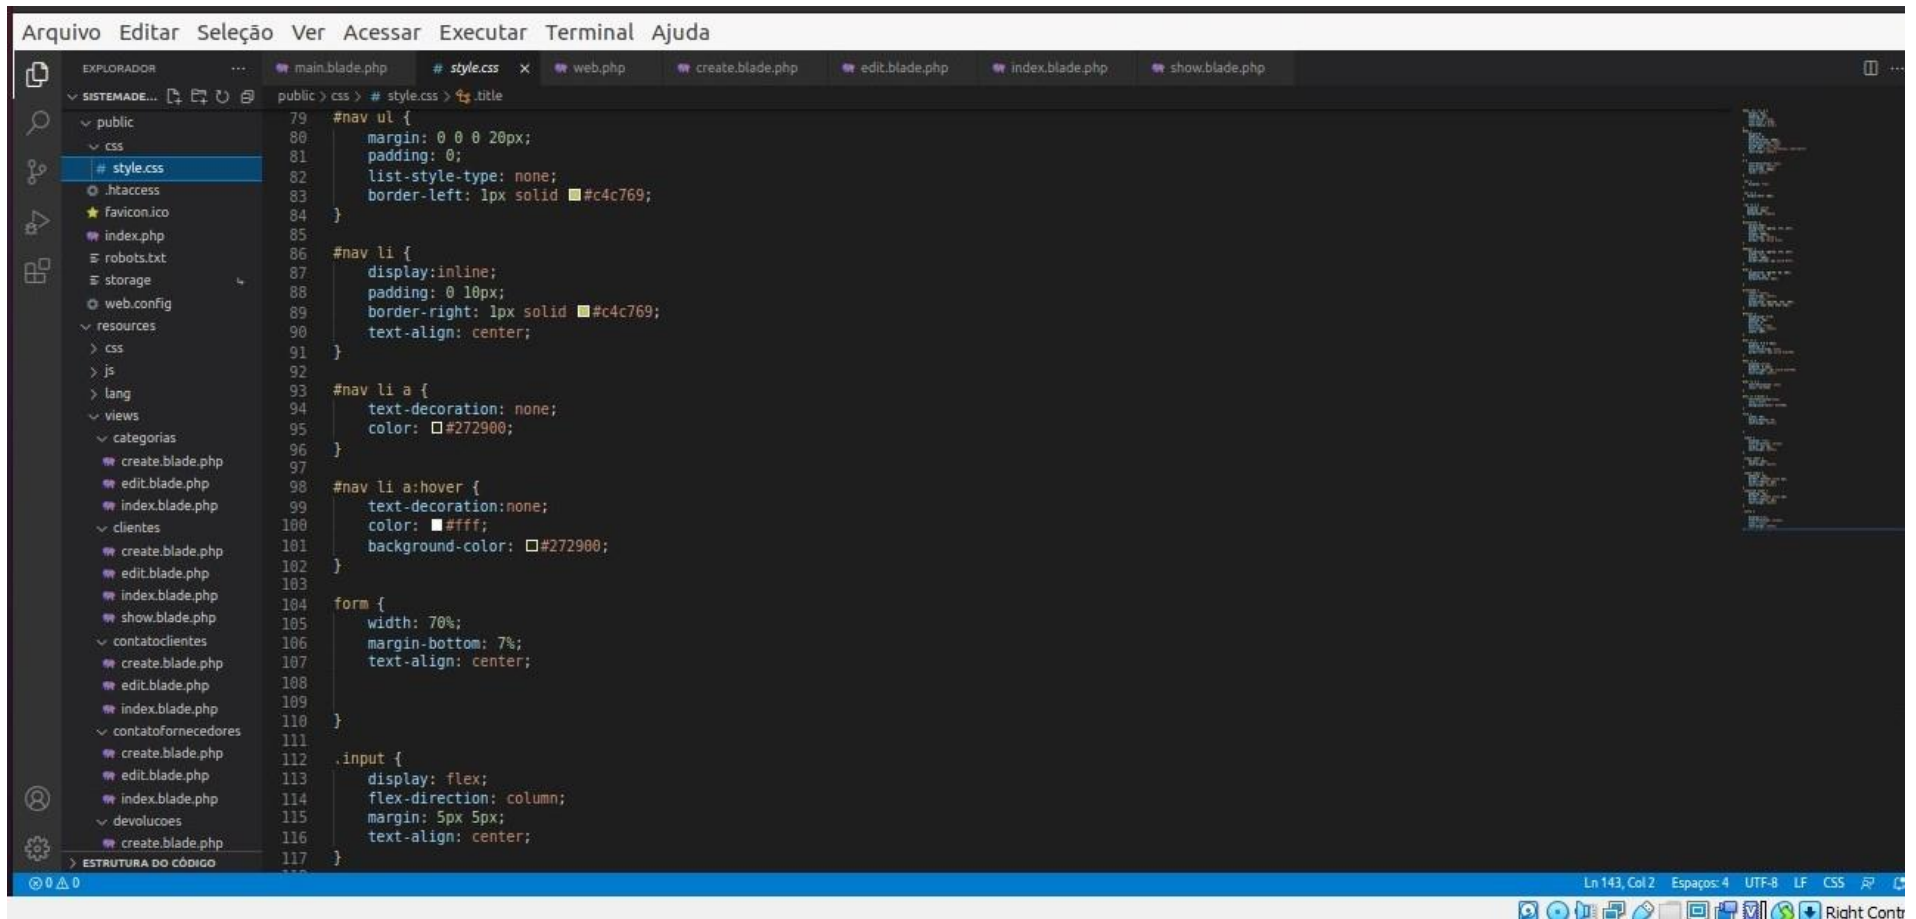 Arquivo Editar Seleção Ver Acessar Executar Terminal Ajuda
EXPLORADOR ···
main.blade.php # style.css × web.php create.blade.php edit.blade.php index.blade.php show.blade.php
SISTEMADE...
public > css > # style.css > .title
public
css
# style.css
.htaccess
favicon.ico
index.php
robots.txt
storage
web.config
resources
css
js
lang
views
categorias
create.blade.php
edit.blade.php
index.blade.php
clientes
create.blade.php
edit.blade.php
index.blade.php
show.blade.php
contatoclientes
create.blade.php
edit.blade.php
index.blade.php
contatofornecedores
create.blade.php
edit.blade.php
index.blade.php
devolucoes
create.blade.php
ESTRUTURA DO CÓDIGO
79 #nav ul {
80 margin: 0 0 0 20px;
81 padding: 0;
82 list-style-type: none;
83 border-left: 1px solid #c4c769;
84 }
85
86 #nav li {
87 display:inline;
88 padding: 0 10px;
89 border-right: 1px solid #c4c769;
90 text-align: center;
91 }
92
93 #nav li a {
94 text-decoration: none;
95 color: #272900;
96 }
97
98 #nav li a:hover {
99 text-decoration:none;
100 color: #fff;
101 background-color: #272900;
102 }
103
104 form {
105 width: 70%;
106 margin-bottom: 7%;
107 text-align: center;
108
109
110 }
111
112 .input {
113 display: flex;
114 flex-direction: column;
115 margin: 5px 5px;
116 text-align: center;
117 }
0 0 Ln 143, Col 2 Espaços: 4 UTF-8 LF CSS
Right Contr